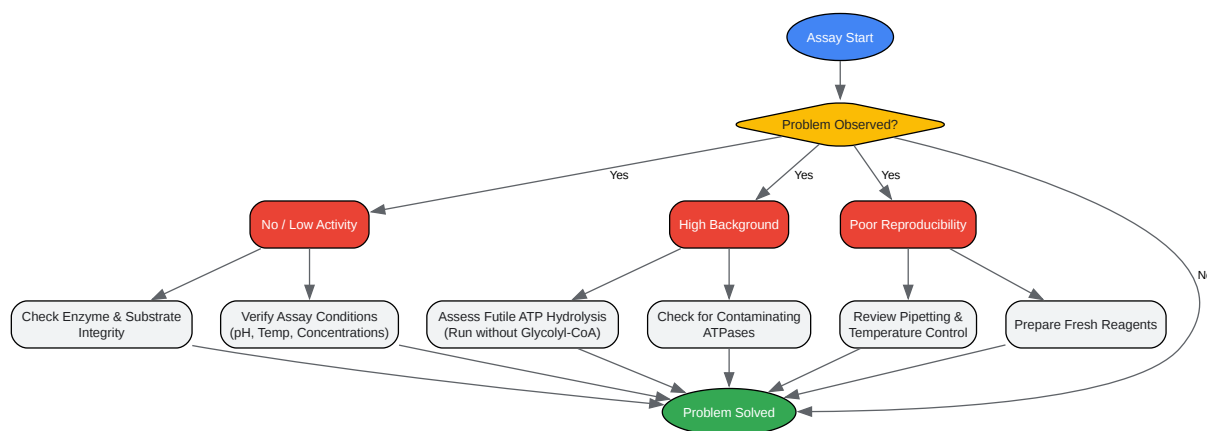 Assay Start
Problem Observed?
Yes
Yes
Yes
No / Low Activity
High Background
Poor Reproducibility
Check Enzyme & Substrate
Integrity
Verify Assay Conditions
(pH, Temp, Concentrations)
Assess Futile ATP Hydrolysis
(Run without Glycolyl-CoA)
Check for Contaminating
ATPases
Review Pipetting &
Temperature Control
Prepare Fresh Reagents
Problem Solved